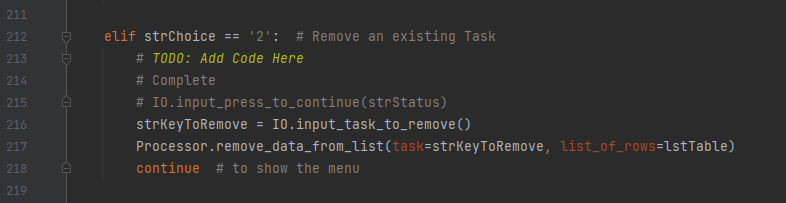 211
212 elif strChoice == '2':  # Remove an existing Task
213 # TODO: Add Code Here
214 # Complete
215 # IO.input_press_to_continue(strStatus)
216 strKeyToRemove = IO.input_task_to_remove()
217 Processor.remove_data_from_list(task=strKeyToRemove, list_of_rows=lstTable)
218 continue  # to show the menu
219